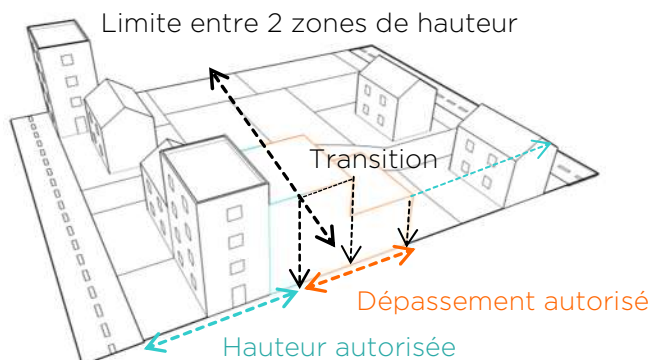 Limite entre 2 zones de hauteur
Transition
Dépassement autorisé
Hauteur autorisée